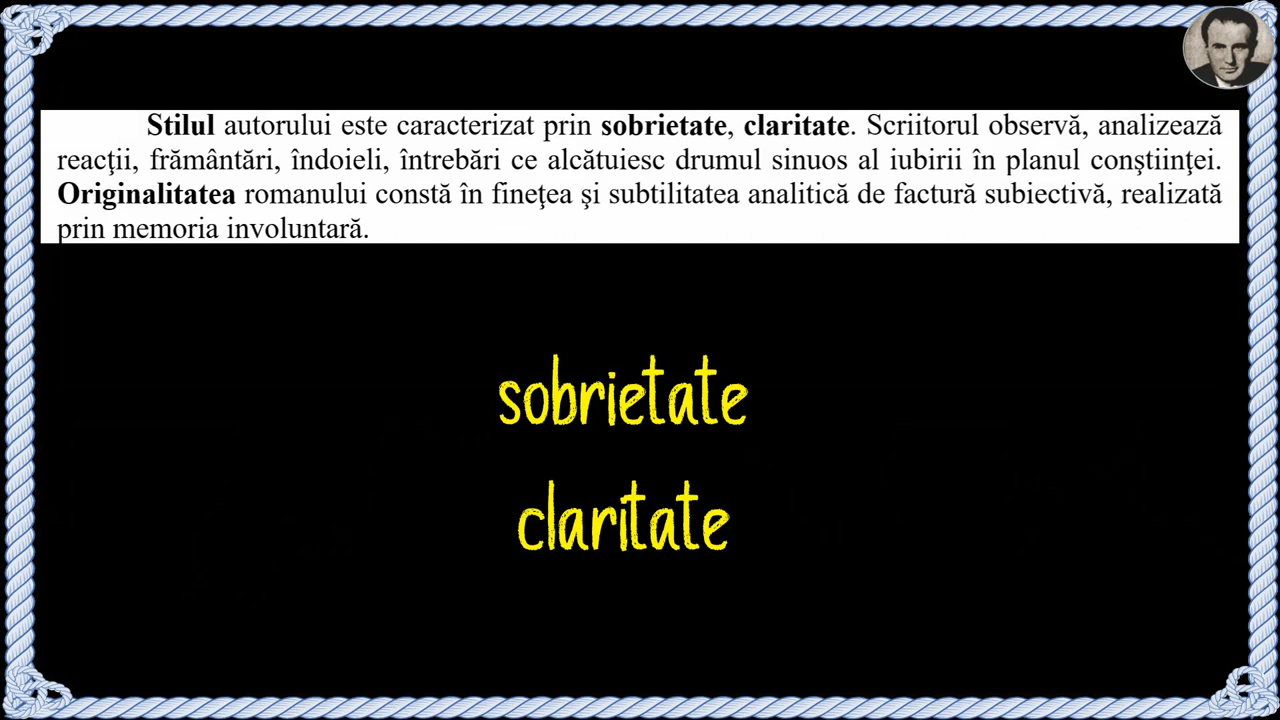 Stilul autorului este caracterizat prin sobrietate, claritate. Scriitorul observă, analizează
reacţii, frământări, îndoieli, întrebări ce alcătuiesc drumul sinuos al iubirii în planul conştiinţei.
Originalitatea romanului constă în fineţea şi subtilitatea analitică de factură subiectivă, realizată
prin memoria involuntară.
sobrietate
claritate